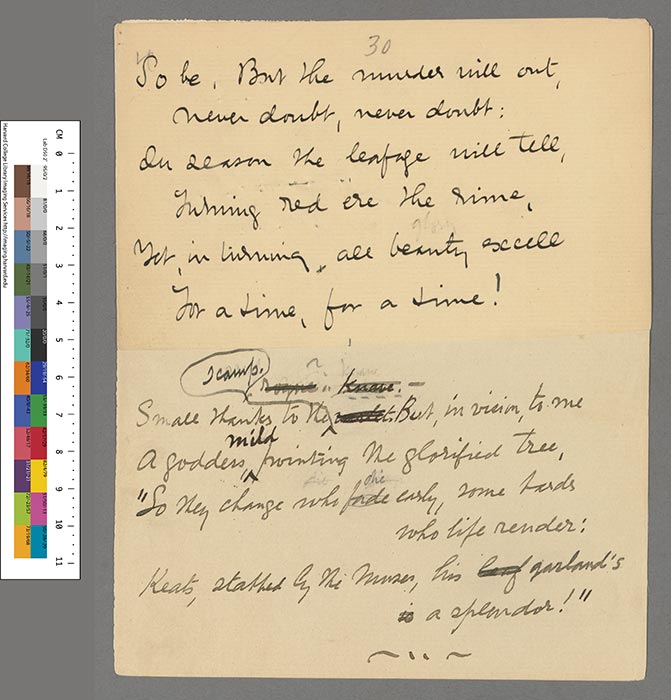 30
So be. But the murder will out,
never doubt, never doubt:
In season the leafage will tell,
Turning red ere the rime,
Yet, in turning, all beauty excell
glory
For a time, for a time!
scamp.
Rogue Knave.
Small thanks to the But, in vision, to me
mild
A goddess, pointing the glorified tree,
die
"So they change who fade early, some bards
who life render:
Keats, stabbed by the Muses, his leaf garland's
is a splendor!"
CM 0 1 2 3 4 5 6 7 8 9 10 11
Harvard College Library Imaging Services http://imaging.harvard.edu